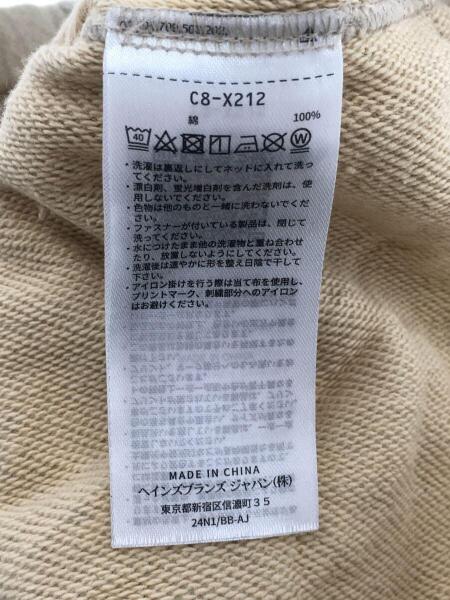 C8-X212
綿 100%
40 W
・洗濯は裏返しにしてネットに入れて洗っ
てください。
・漂白剤、蛍光増白剤を含んだ洗剤は、使
用しないでください。
・色物は他のものと一緒に洗わないでくだ
さい。
・ファスナーが付いている製品は、閉じて
洗ってください。
・水につけたまま他の洗濯物と重ね合わせ
たり、放置しないようにしてください。
・洗濯後は速やかに形を整え日陰で干して
下さい。
・アイロン掛けを行う際は当て布を使用し、
プリントマーク、刺繍部分へのアイロン
はお避けください。
MADE IN CHINA
ヘインズブランズ ジャパン(株)
東京都新宿区信濃町３５
24N1/BB-AJ